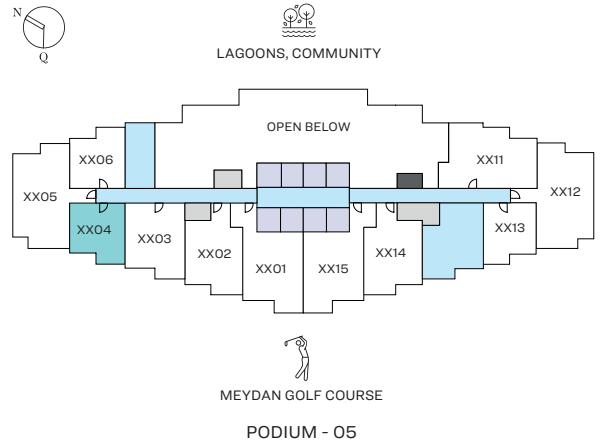 N
Q
LAGOONS, COMMUNITY
OPEN BELOW
XX06
XX11
XX05
XX12
XX04
XX03
XX13
XX02
XX14
XX01
XX15
MEYDAN GOLF COURSE
PODIUM - 05